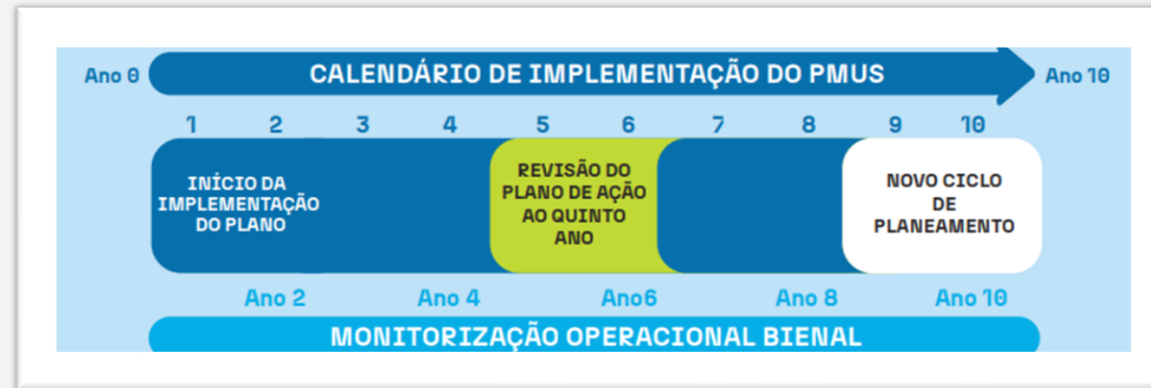 Ano 0
CALENDÁRIO DE IMPLEMENTAÇÃO DO PMUS
Ano 10
1 2 3 4 5 6 7 8 9 10
INÍCIO DA
IMPLEMENTAÇÃO
DO PLANO
REVISÃO DO
PLANO DE AÇÃO
AO QUINTO
ANO
NOVO CICLO
DE
PLANEAMENTO
Ano 2 Ano 4 Ano6 Ano 8 Ano 10
MONITORIZAÇÃO OPERACIONAL BIENAL